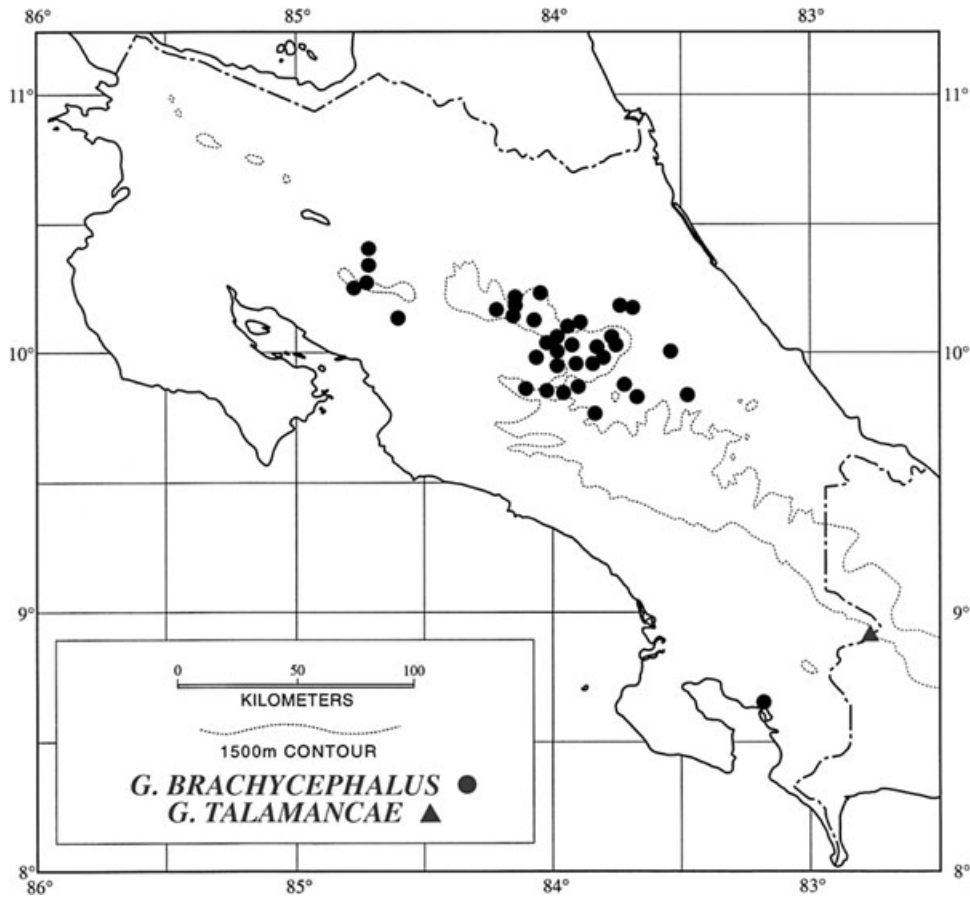 86° 85° 84° 83°
11° 11°
10° 10°
9° 9°
0 50 100
KILOMETERS
1500m CONTOUR
G. BRACHYCEPHALUS
G. TALAMANCAE
8° 8°
86° 85° 84° 83°